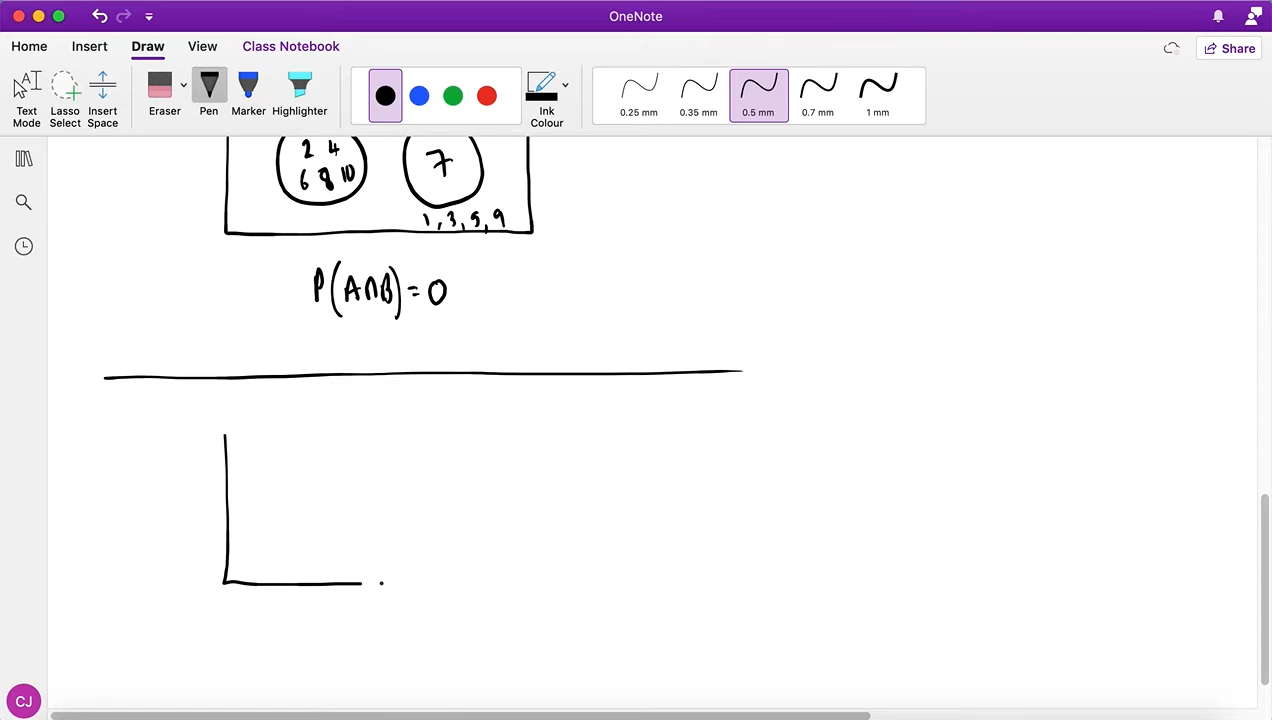 OneNote
Home Insert Draw View Class Notebook Share
Text Mode Lasso Select Insert Space Eraser Pen Marker Highlighter Ink Colour 0.25 mm 0.35 mm 0.5 mm 0.7 mm 1 mm
2 4
6 8 10
7
1, 3, 5, 9
P(A∩B)=0
CJ